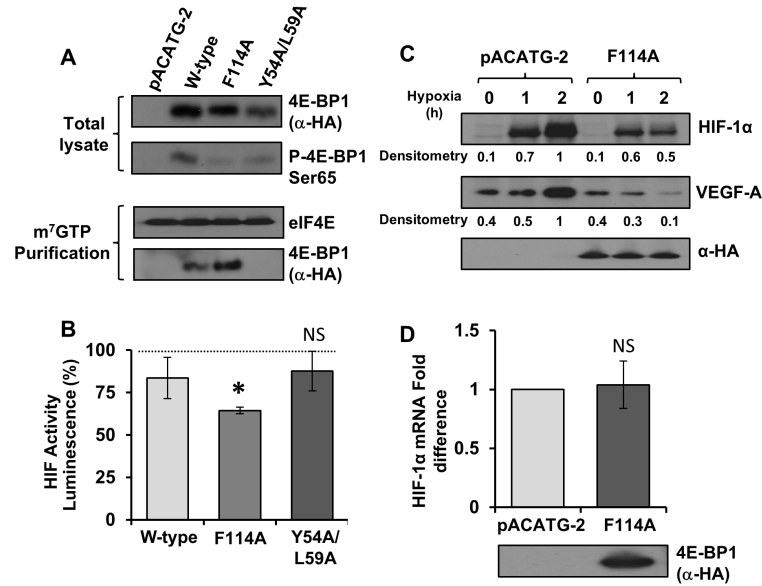 A
pACATG-2
W-type
F114A
Y54A/L59A
Total
lysate
4E-BP1
(α-HA)
P-4E-BP1
Ser65
m⁷GTP
Purification
eIF4E
4E-BP1
(α-HA)
B
HIF Activity
Luminescence (%)
100
75
50
25
0
*
NS
W-type
F114A
Y54A/
L59A
C
pACATG-2 F114A
Hypoxia
(h)
0 1 2 0 1 2
HIF-1α
Densitometry 0.1 0.7 1 0.1 0.6 0.5
VEGF-A
Densitometry 0.4 0.5 1 0.4 0.3 0.1
α-HA
D
HIF-1α mRNA Fold
difference
1.5
1
0.5
0
NS
pACATG-2 F114A
4E-BP1
(α-HA)